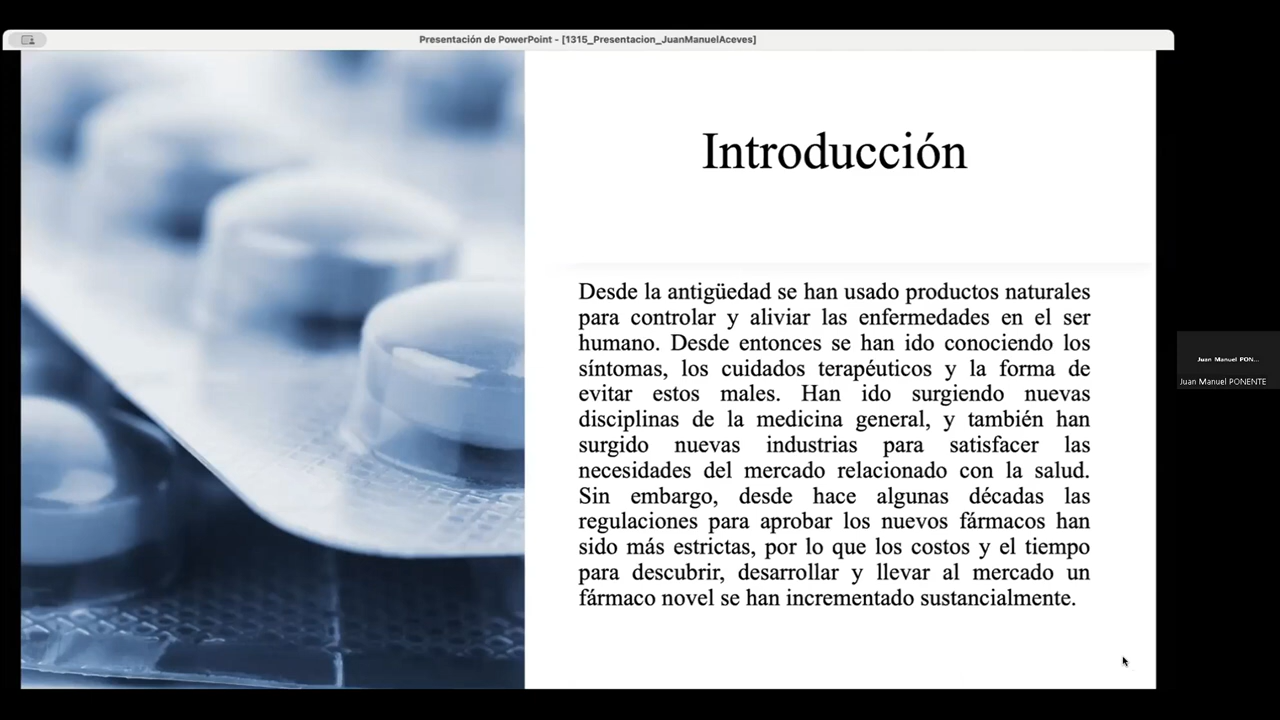 Presentación de PowerPoint - [1315_Presentacion_JuanManuelAceves]
Introducción
Desde la antigüedad se han usado productos naturales
para controlar y aliviar las enfermedades en el ser
humano. Desde entonces se han ido conociendo los
síntomas, los cuidados terapéuticos y la forma de
evitar estos males. Han ido surgiendo nuevas
disciplinas de la medicina general, y también han
surgido nuevas industrias para satisfacer las
necesidades del mercado relacionado con la salud.
Sin embargo, desde hace algunas décadas las
regulaciones para aprobar los nuevos fármacos han
sido más estrictas, por lo que los costos y el tiempo
para descubrir, desarrollar y llevar al mercado un
fármaco novel se han incrementado sustancialmente.
Juan Manuel PON...
Juan Manuel PONENTE